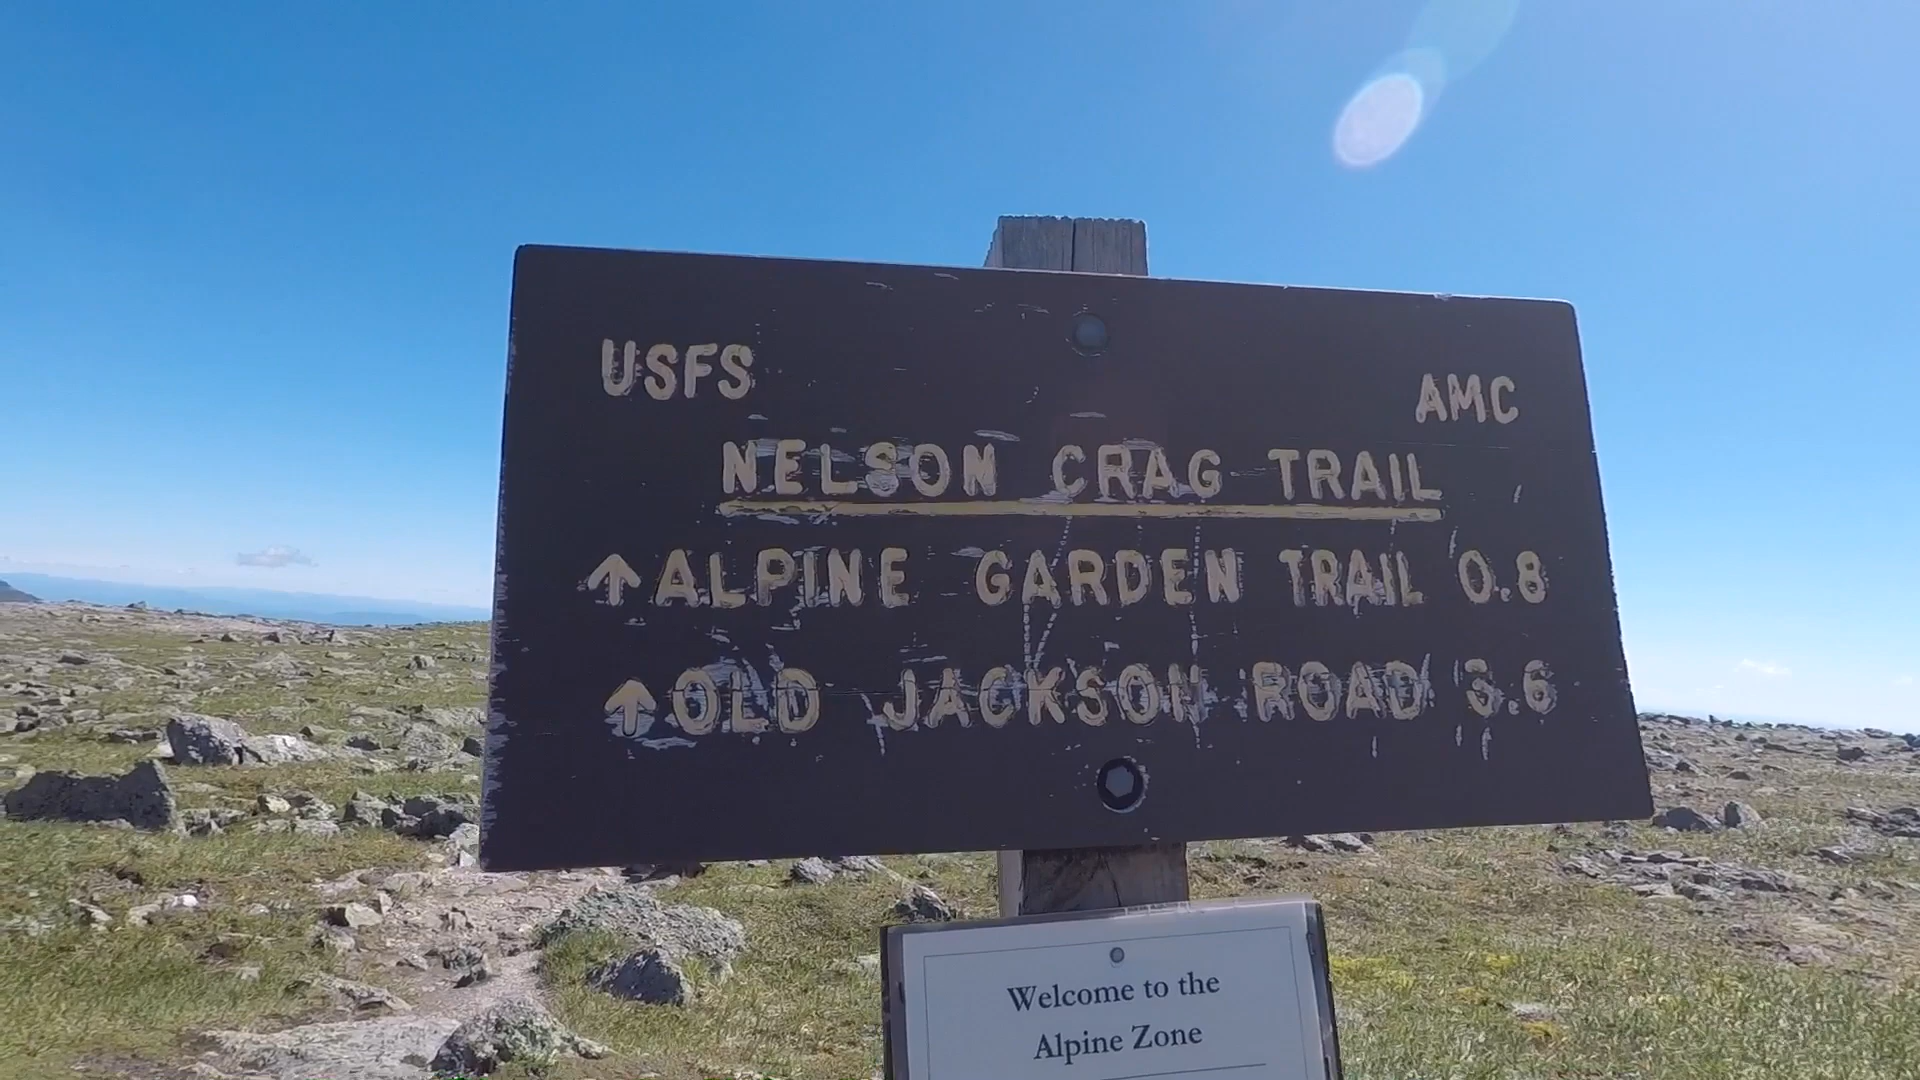 USFS AMC
NELSON CRAG TRAIL
↑ALPINE GARDEN TRAIL 0.8
↑OLD JACKSON ROAD 3.6
Welcome to the
Alpine Zone